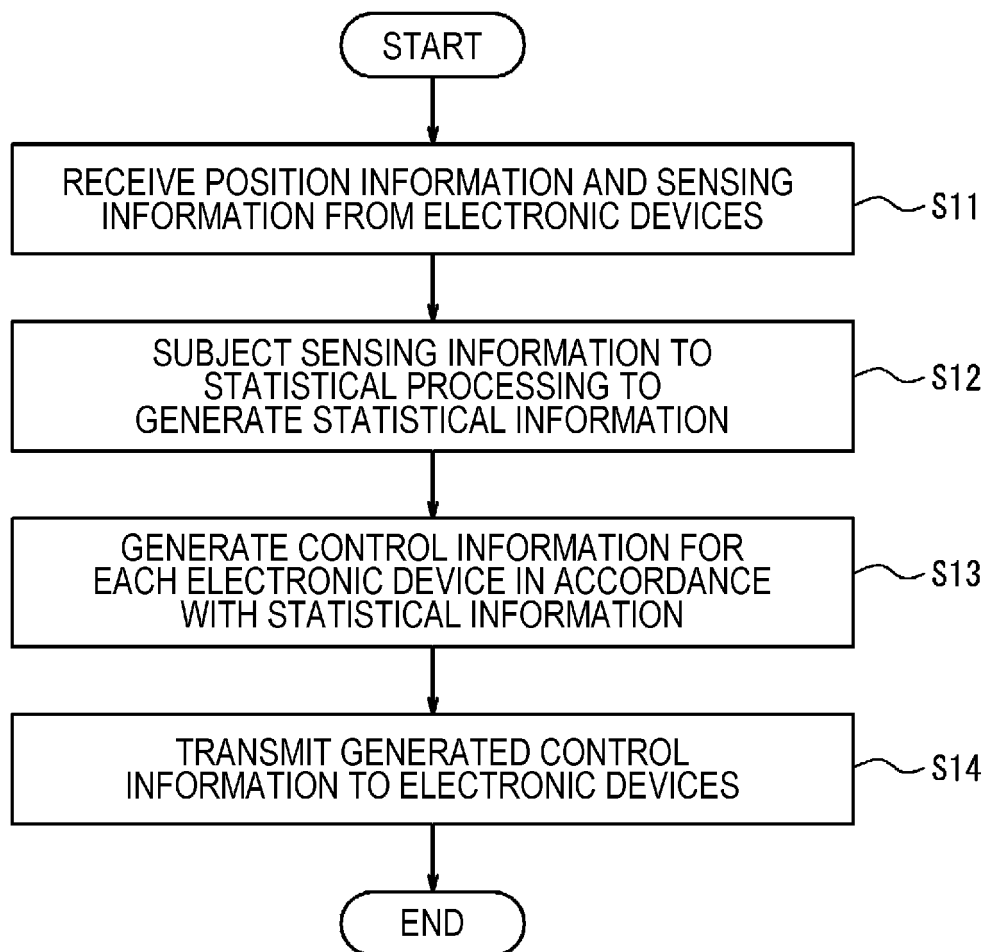 START
RECEIVE POSITION INFORMATION AND SENSING
INFORMATION FROM ELECTRONIC DEVICES
S11
SUBJECT SENSING INFORMATION TO
STATISTICAL PROCESSING TO
GENERATE STATISTICAL INFORMATION
S12
GENERATE CONTROL INFORMATION FOR
EACH ELECTRONIC DEVICE IN ACCORDANCE
WITH STATISTICAL INFORMATION
S13
TRANSMIT GENERATED CONTROL
INFORMATION TO ELECTRONIC DEVICES
S14
END